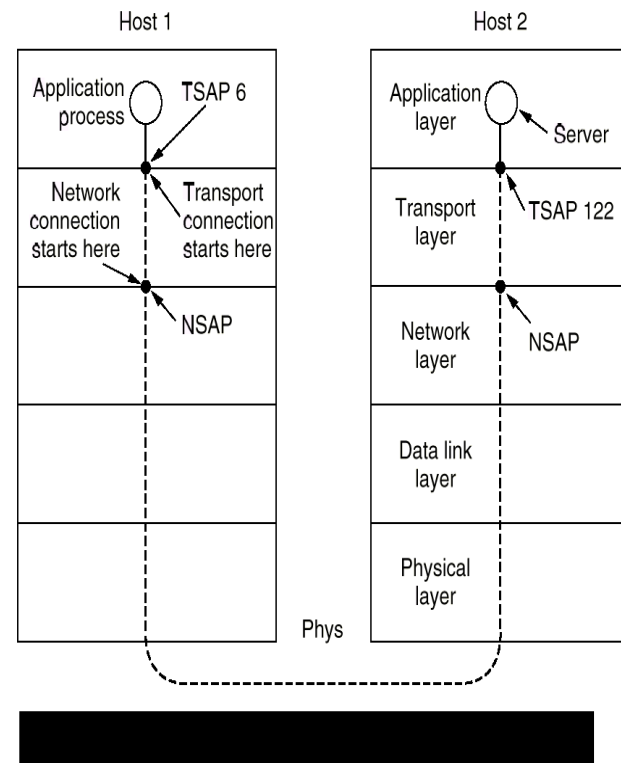 Host 1
Host 2
Application
process
TSAP 6
Network
connection
starts here
Transport
connection
starts here
NSAP
Application
layer
Server
Transport
layer
TSAP 122
Network
layer
NSAP
Data link
layer
Physical
layer
Phys